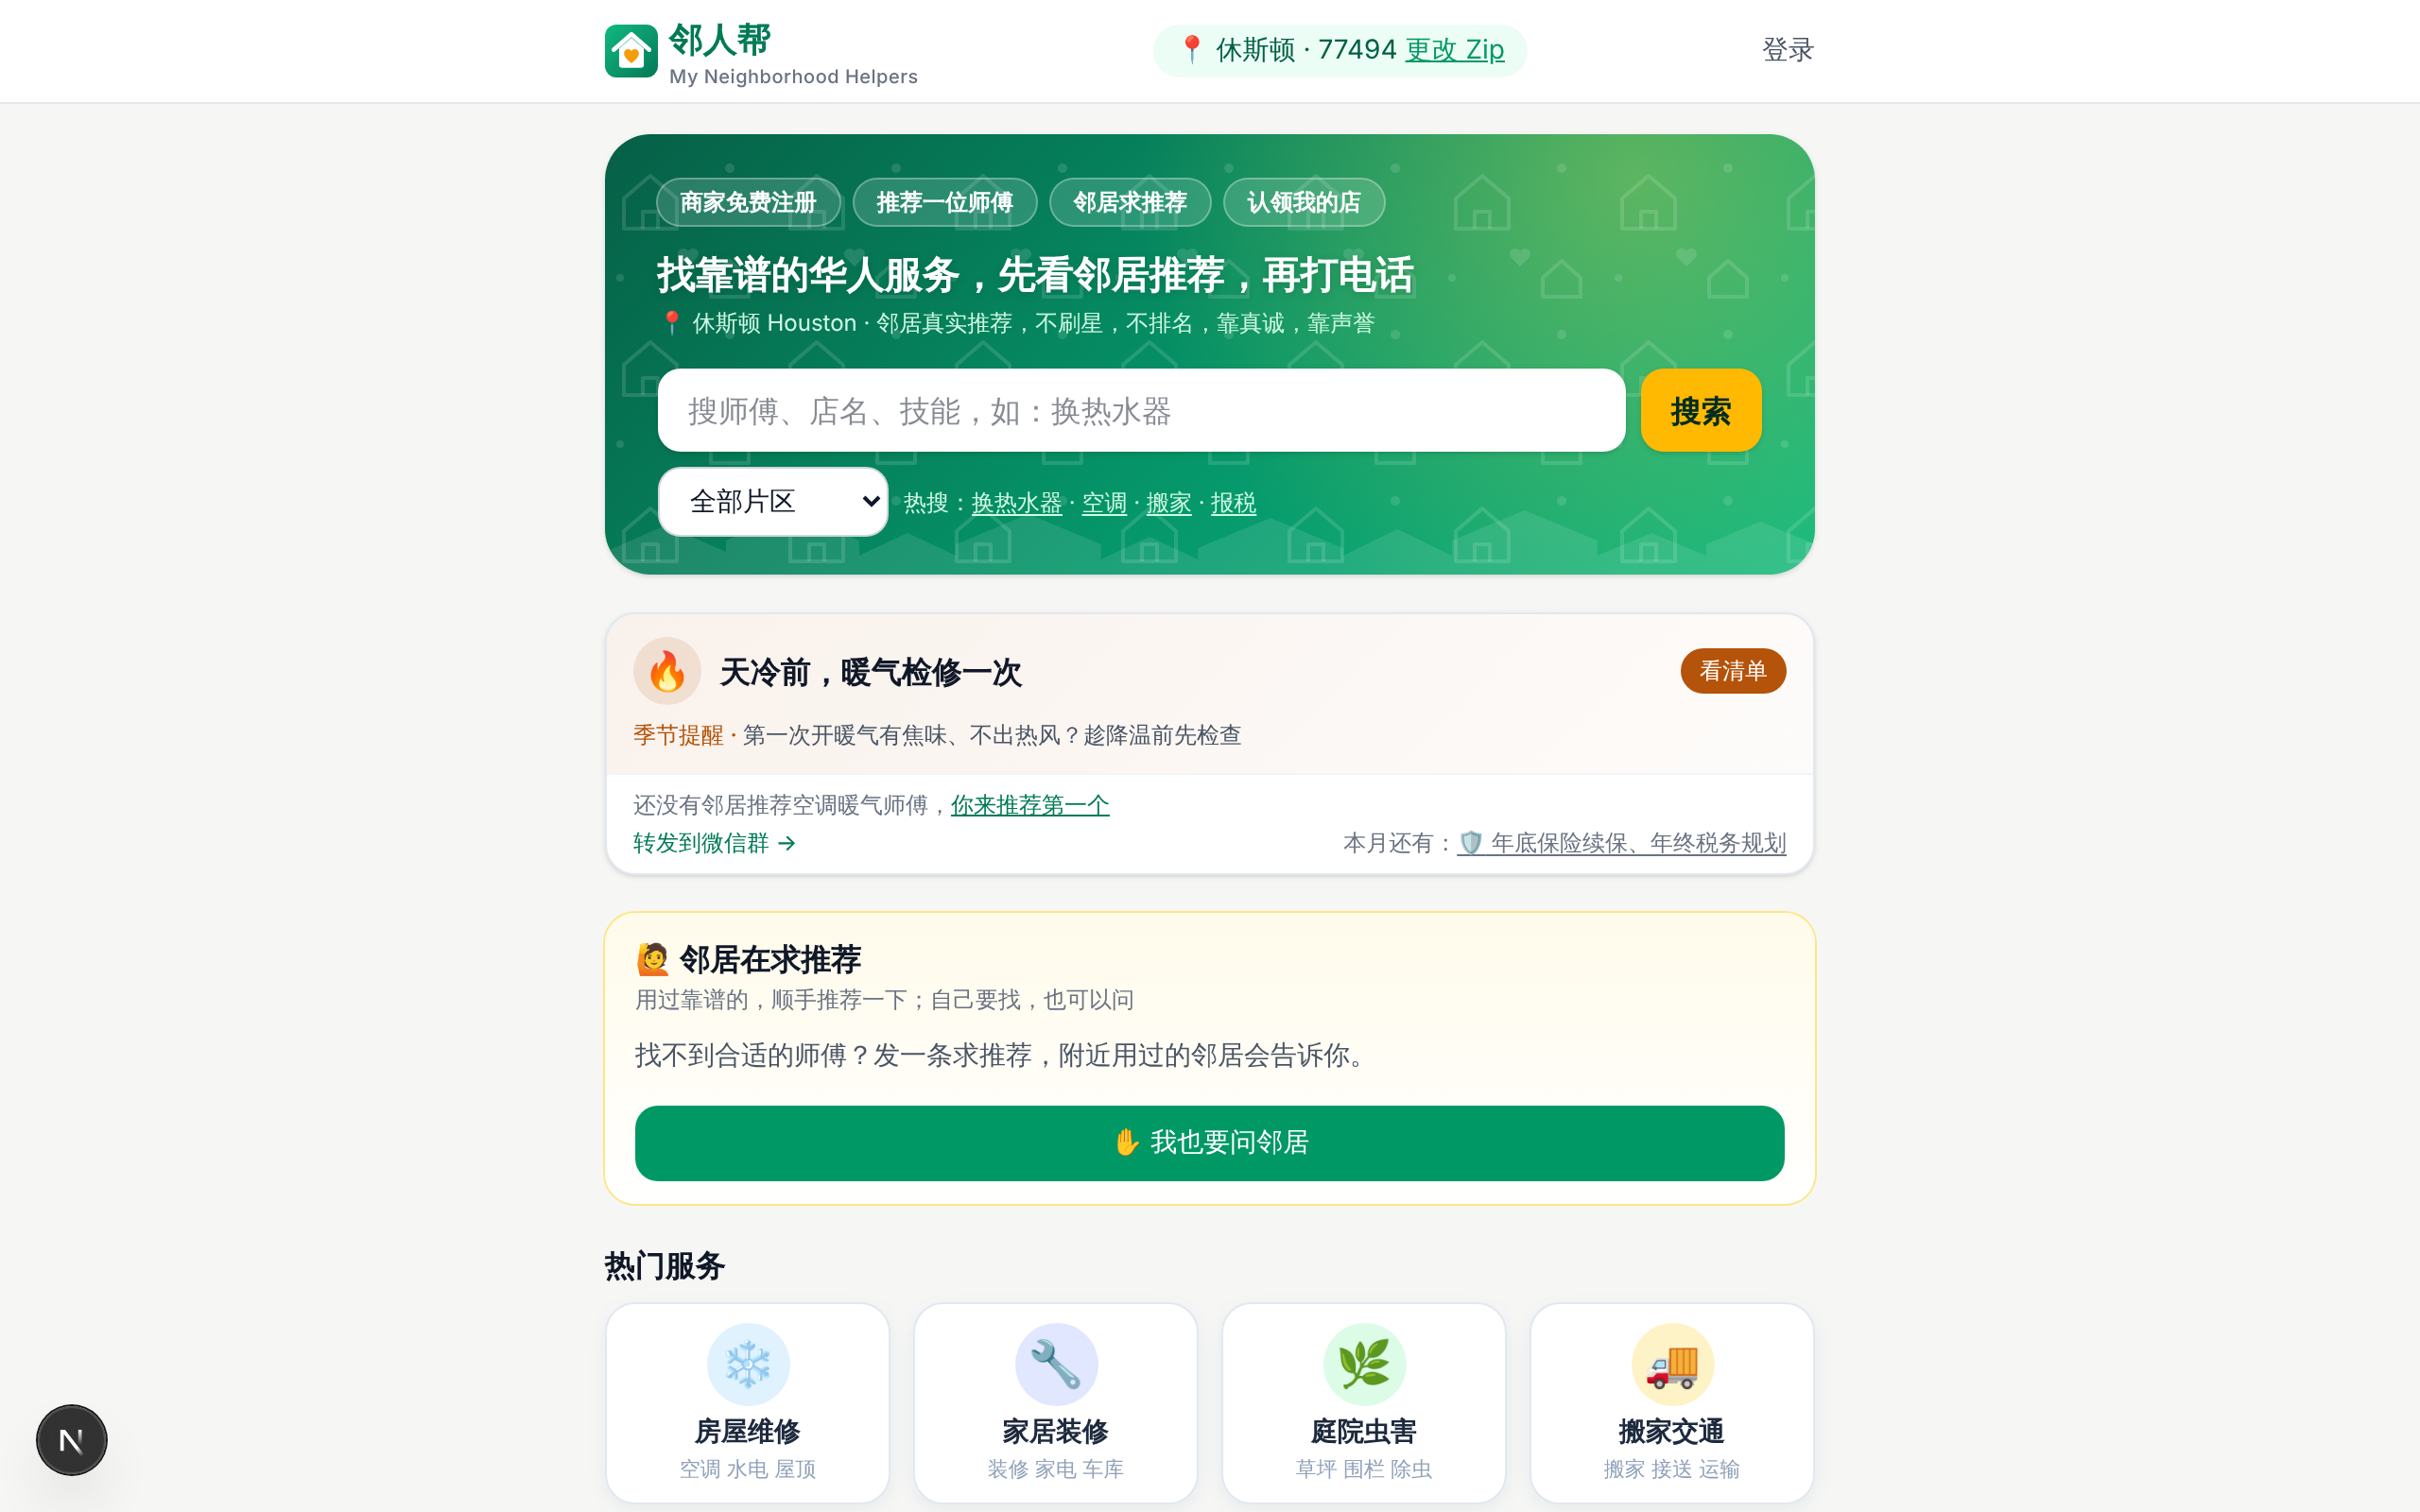 邻人帮
My Neighborhood Helpers
📍 休斯顿 · 77494 更改 Zip
登录
商家免费注册
推荐一位师傅
邻居求推荐
认领我的店
找靠谱的华人服务，先看邻居推荐，再打电话
📍 休斯顿 Houston · 邻居真实推荐，不刷星，不排名，靠真诚，靠声誉
搜师傅、店名、技能，如：换热水器
搜索
全部片区
热搜：换热水器 · 空调 · 搬家 · 报税
🔥 天冷前，暖气检修一次
看清单
季节提醒 · 第一次开暖气有焦味、不出热风？趁降温前先检查
还没有邻居推荐空调暖气师傅，你来推荐第一个
转发到微信群 →
本月还有：🛡️ 年底保险续保、年终税务规划
🙋 邻居在求推荐
用过靠谱的，顺手推荐一下；自己要找，也可以问
找不到合适的师傅？发一条求推荐，附近用过的邻居会告诉你。
✋ 我也要问邻居
热门服务
房屋维修
空调 水电 屋顶
家居装修
装修 家电 车库
庭院虫害
草坪 围栏 除虫
搬家交通
搬家 接送 运输
N